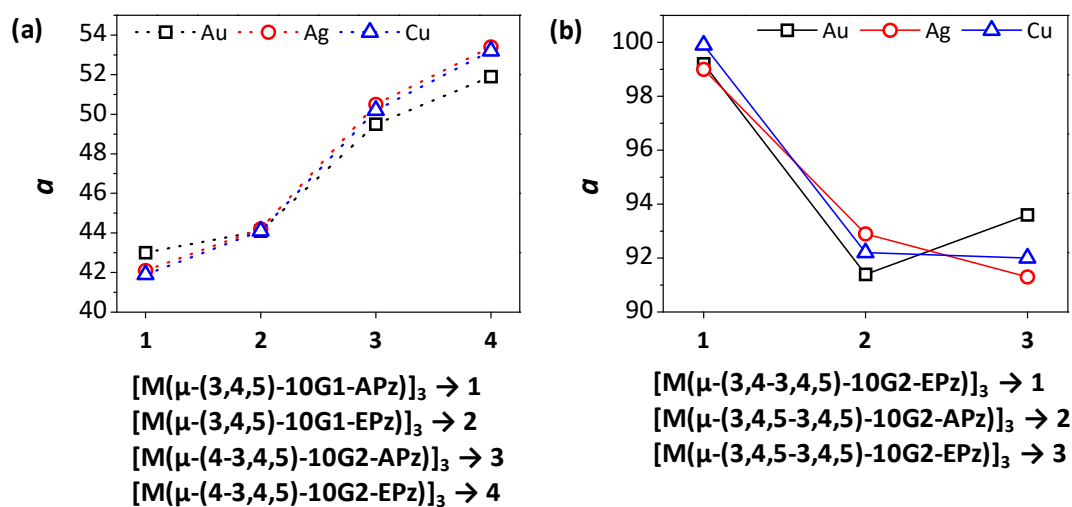 (a)
Au Ag Cu
54
52
50
48
46
44
42
40
a
1 2 3 4
[M(μ-(3,4,5)-10G1-APz)]₃ → 1
[M(μ-(3,4,5)-10G1-EPz)]₃ → 2
[M(μ-(4-3,4,5)-10G2-APz)]₃ → 3
[M(μ-(4-3,4,5)-10G2-EPz)]₃ → 4
(b)
Au Ag Cu
100
98
96
94
92
90
a
1 2 3
[M(μ-(3,4-3,4,5)-10G2-EPz)]₃ → 1
[M(μ-(3,4,5-3,4,5)-10G2-APz)]₃ → 2
[M(μ-(3,4,5-3,4,5)-10G2-EPz)]₃ → 3